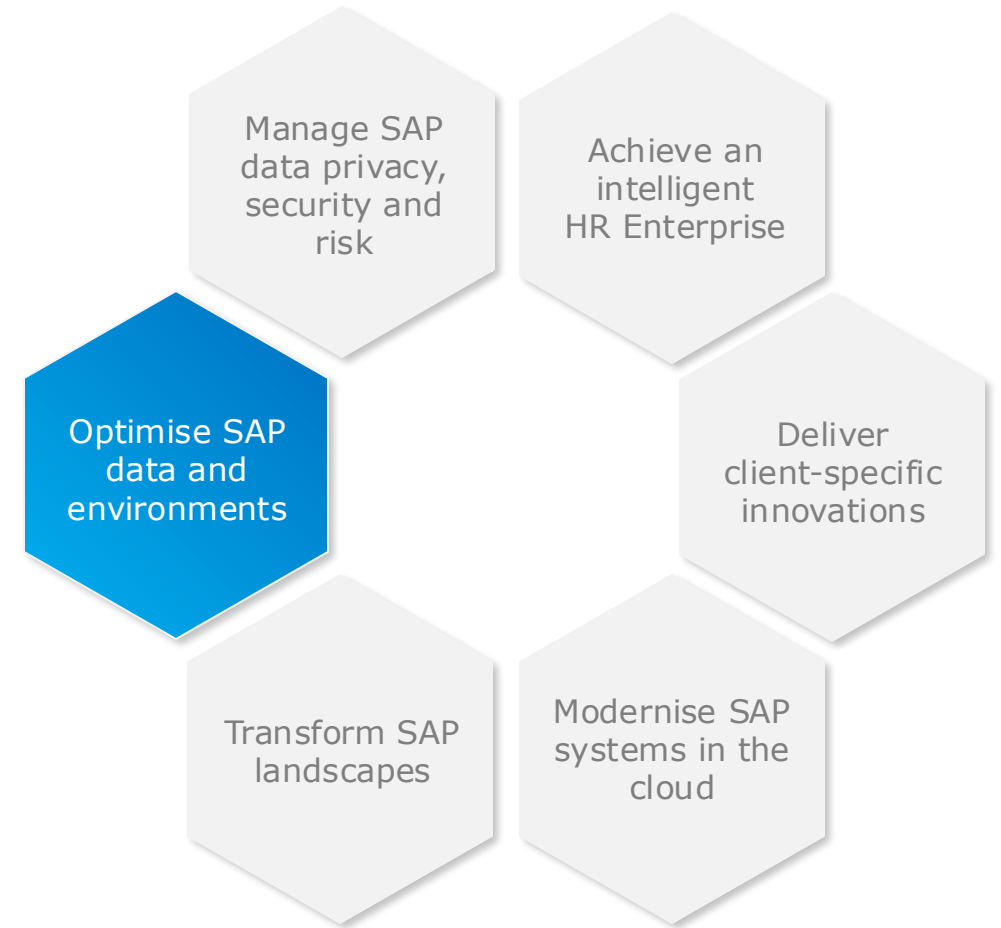 Manage SAP
data privacy,
security and
risk
Achieve an
intelligent
HR Enterprise
Optimise SAP
data and
environments
Deliver
client-specific
innovations
Transform SAP
landscapes
Modernise SAP
systems in the
cloud